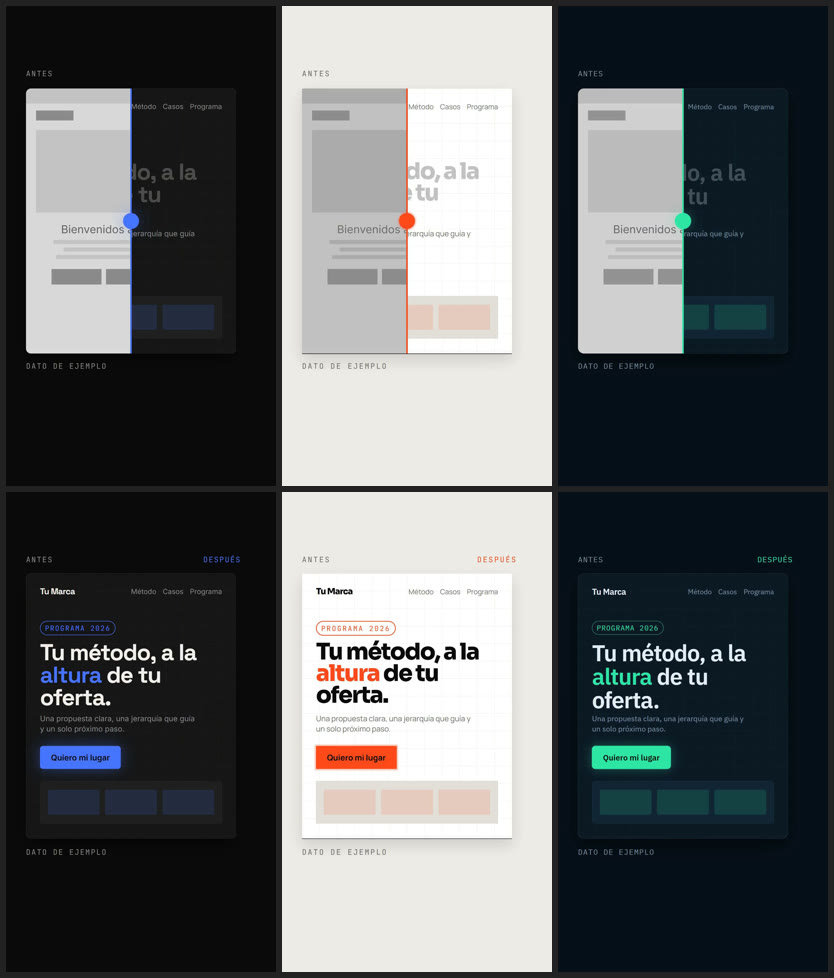 ANTES
Método Casos Programa
do, a la
e tu
Bienvenidos a
jerarquía que guía
DATO DE EJEMPLO
ANTES
Método Casos Programa
do, a la
e tu
Bienvenidos
jerarquía que guía y
DATO DE EJEMPLO
ANTES
Método Casos Programa
do, a la
tu
Bienvenidos
jerarquía que guía y
DATO DE EJEMPLO
ANTES DESPUÉS
Tu Marca Método Casos Programa
PROGRAMA 2026
Tu método, a la
altura de tu
oferta.
Una propuesta clara, una jerarquía que guía
y un solo próximo paso.
Quiero mi lugar
DATO DE EJEMPLO
ANTES DESPUÉS
Tu Marca Método Casos Programa
PROGRAMA 2026
Tu método, a la
altura de tu
oferta.
Una propuesta clara, una jerarquía que guía y
un solo próximo paso.
Quiero mi lugar
DATO DE EJEMPLO
ANTES DESPUÉS
Tu Marca Método Casos Programa
PROGRAMA 2026
Tu método, a la
altura de tu
oferta.
Una propuesta clara, una jerarquía que guía y
un solo próximo paso.
Quiero mi lugar
DATO DE EJEMPLO